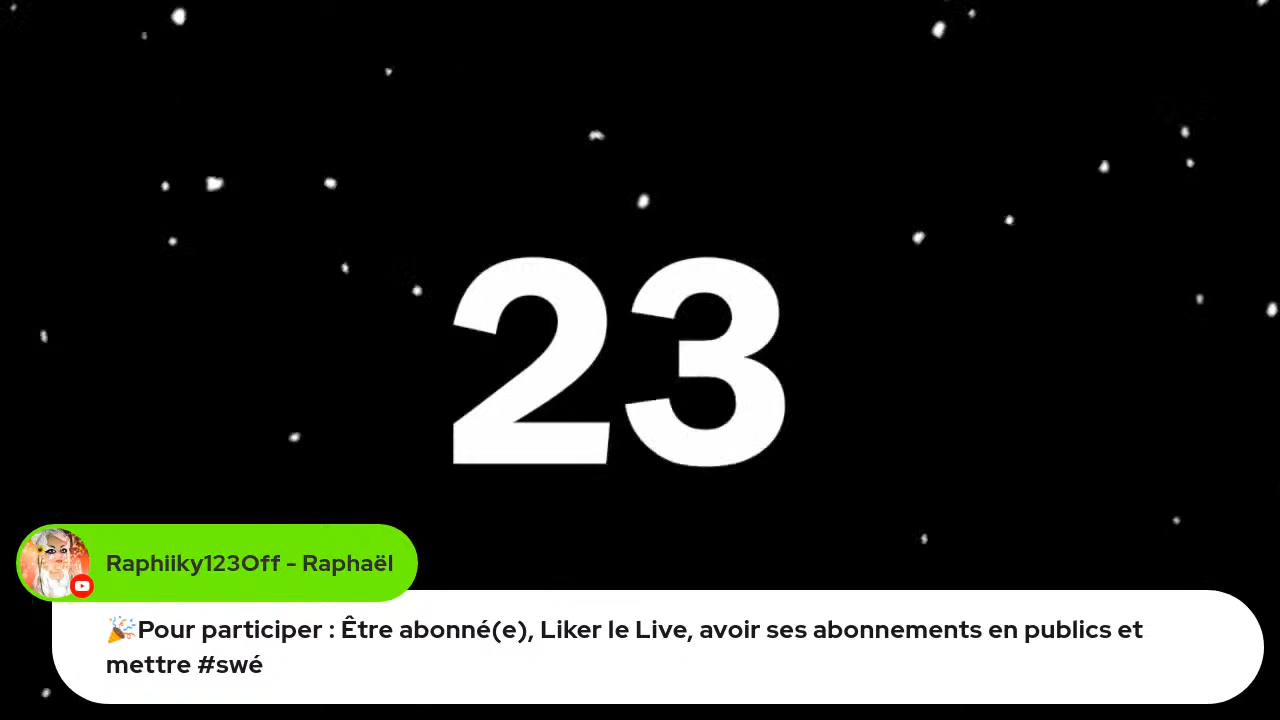 23
Raphiiky123Off - Raphaël
🎉Pour participer : Être abonné(e), Liker le Live, avoir ses abonnements en publics et
mettre #swé